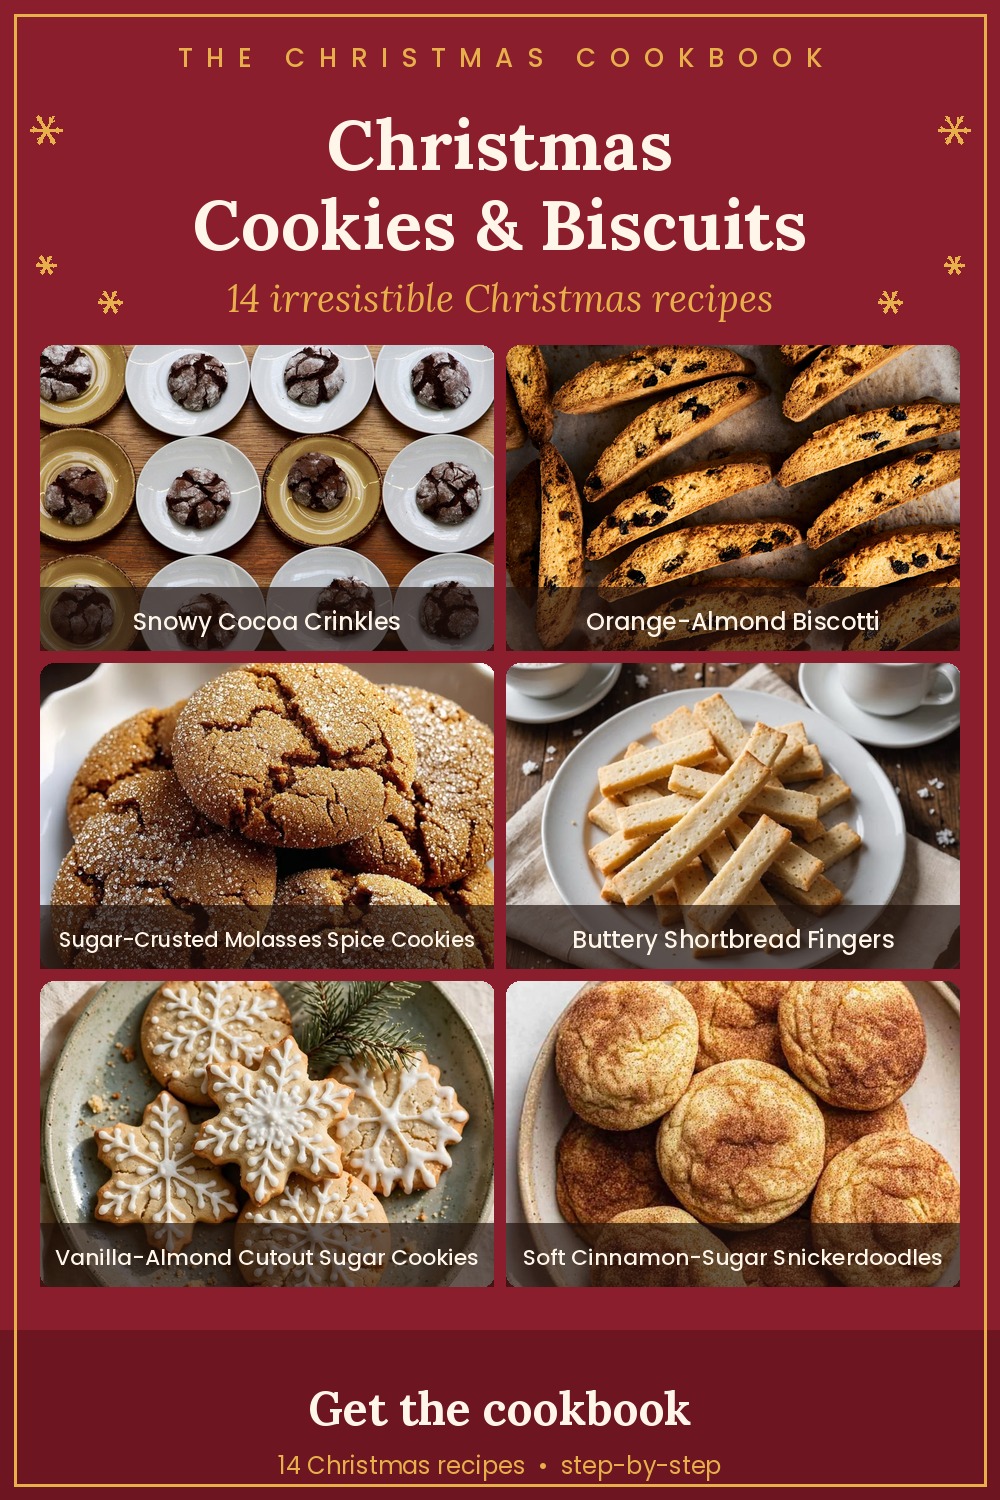 THE CHRISTMAS COOKBOOK
Christmas
Cookies & Biscuits
14 irresistible Christmas recipes
Snowy Cocoa Crinkles
Orange-Almond Biscotti
Sugar-Crusted Molasses Spice Cookies
Buttery Shortbread Fingers
Vanilla-Almond Cutout Sugar Cookies
Soft Cinnamon-Sugar Snickerdoodles
Get the cookbook
14 Christmas recipes • step-by-step